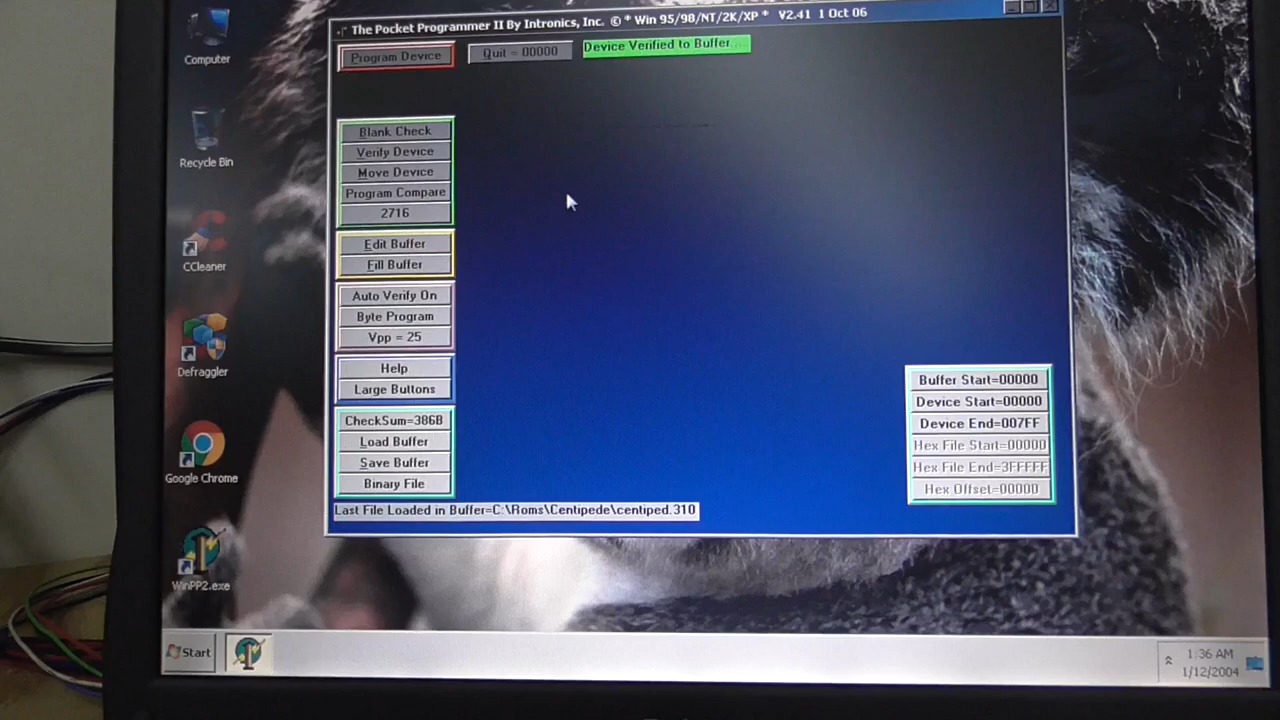 The Pocket Programmer II By Intronics, Inc. © * Win 95/98/NT/2K/XP * V2.41 1 Oct 06
Program Device
Quit = 00000
Device Verified to Buffer....
Blank Check
Verify Device
Move Device
Program Compare
2716
Edit Buffer
Fill Buffer
Auto Verify On
Byte Program
Vpp = 25
Help
Large Buttons
CheckSum=386B
Load Buffer
Save Buffer
Binary File
Buffer Start=00000
Device Start=00000
Device End=007FF
Hex File Start=00000
Hex File End=3FFFFF
Hex Offset=00000
Last File Loaded in Buffer=C:\Roms\Centipede\centiped.310
Computer
Recycle Bin
CCleaner
Defraggler
Google Chrome
WinPP2.exe
Start
1:36 AM
1/12/2004